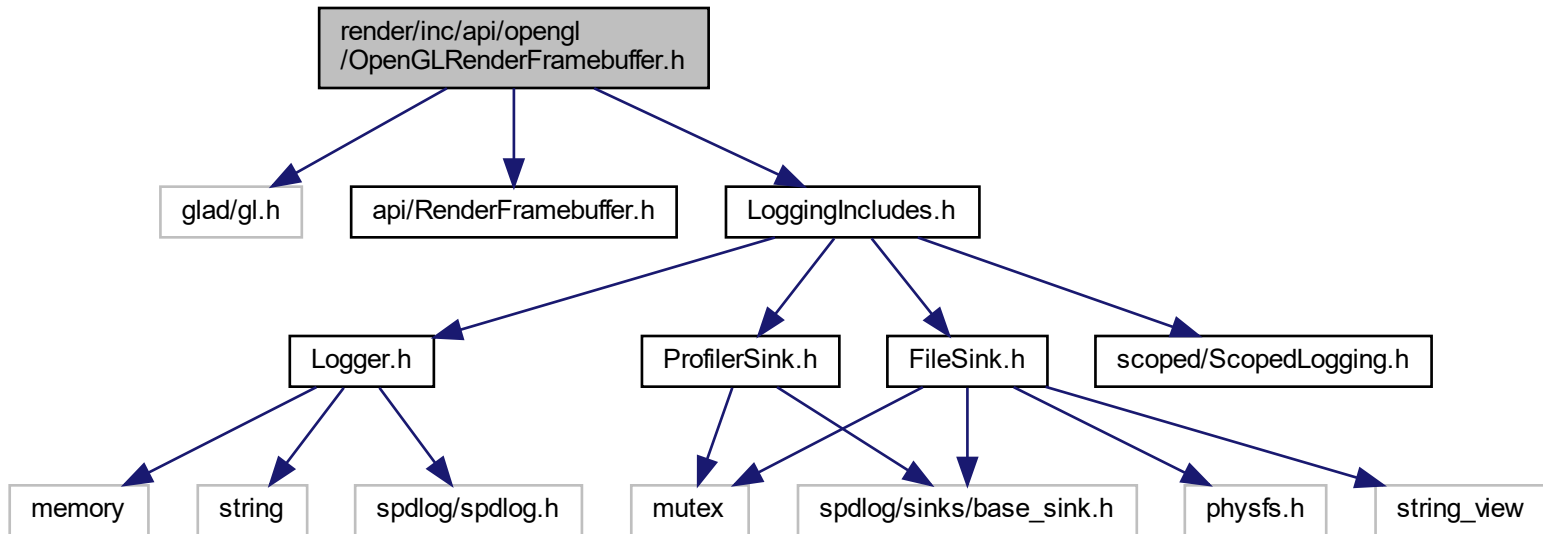 render/inc/api/opengl
/OpenGLRenderFramebuffer.h
glad/gl.h
api/RenderFramebuffer.h
LoggingIncludes.h
Logger.h
ProfilerSink.h
FileSink.h
scoped/ScopedLogging.h
memory
string
spdlog/spdlog.h
mutex
spdlog/sinks/base_sink.h
physfs.h
string_view